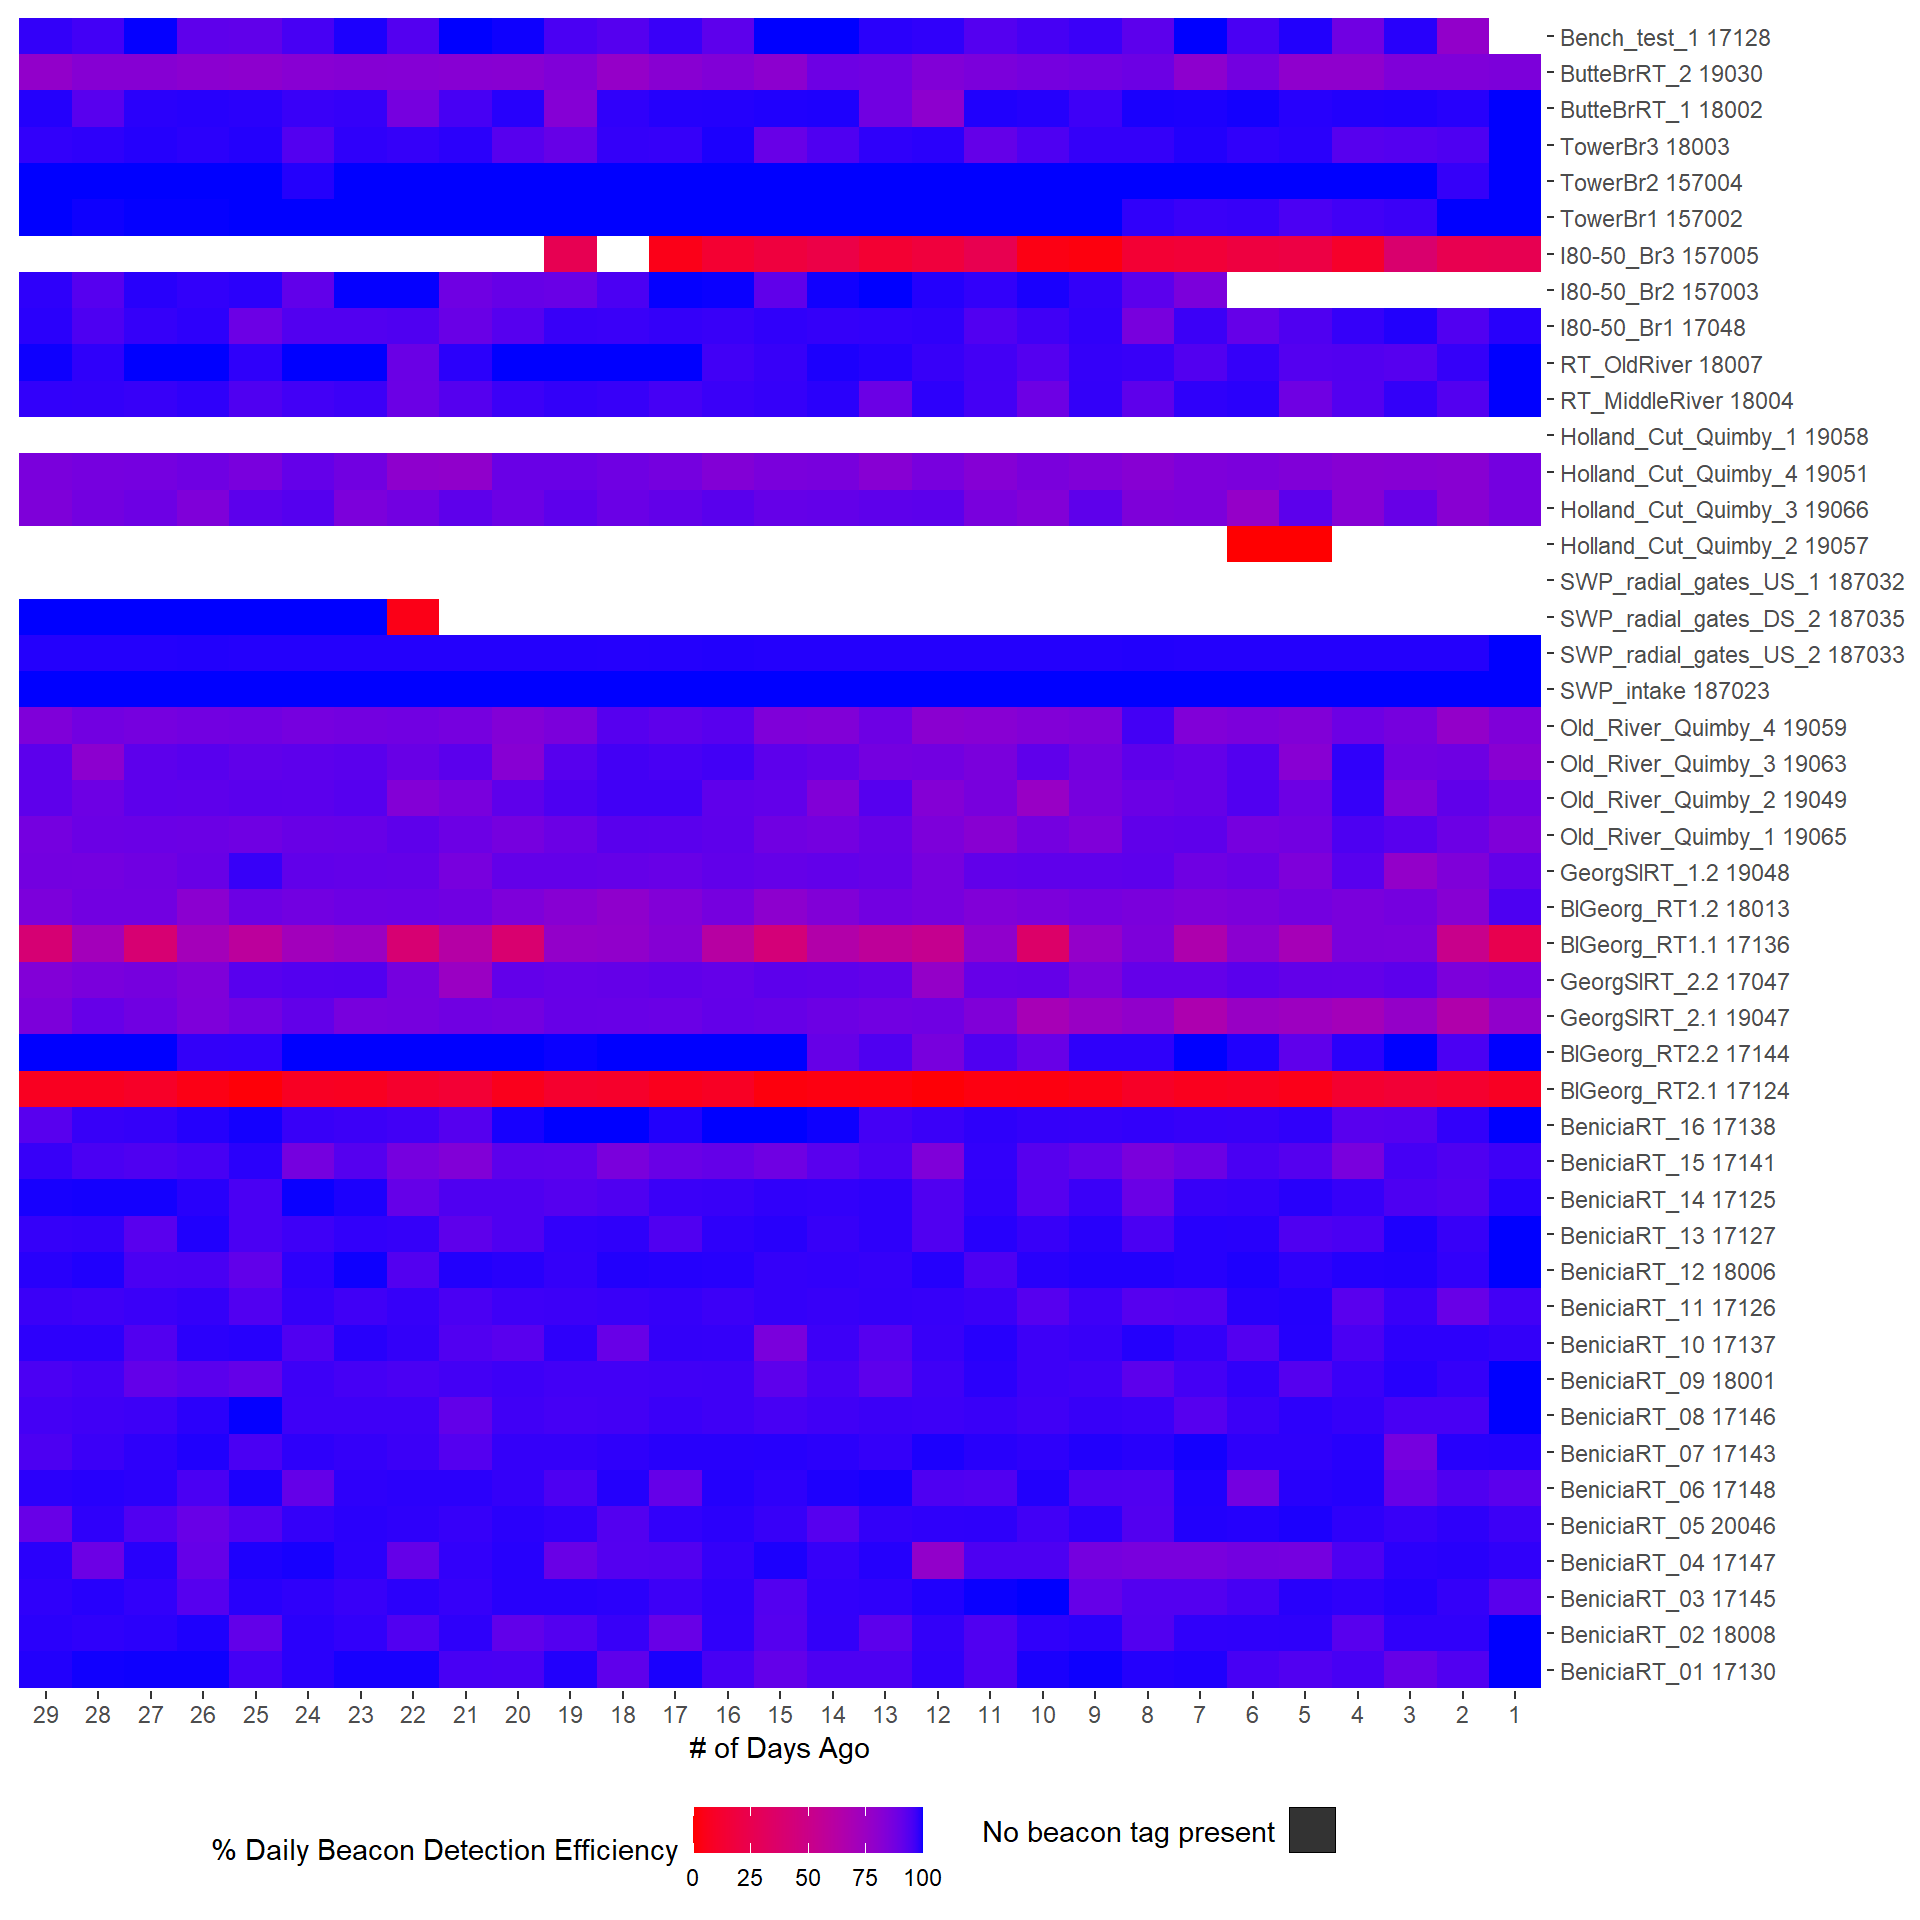 Bench_test_1 17128
ButteBrRT_2 19030
ButteBrRT_1 18002
TowerBr3 18003
TowerBr2 157004
TowerBr1 157002
I80-50_Br3 157005
I80-50_Br2 157003
I80-50_Br1 17048
RT_OldRiver 18007
RT_MiddleRiver 18004
Holland_Cut_Quimby_1 19058
Holland_Cut_Quimby_4 19051
Holland_Cut_Quimby_3 19066
Holland_Cut_Quimby_2 19057
SWP_radial_gates_US_1 187032
SWP_radial_gates_DS_2 187035
SWP_radial_gates_US_2 187033
SWP_intake 187023
Old_River_Quimby_4 19059
Old_River_Quimby_3 19063
Old_River_Quimby_2 19049
Old_River_Quimby_1 19065
GeorgSlRT_1.2 19048
BlGeorg_RT1.2 18013
BlGeorg_RT1.1 17136
GeorgSlRT_2.2 17047
GeorgSlRT_2.1 19047
BlGeorg_RT2.2 17144
BlGeorg_RT2.1 17124
BeniciaRT_16 17138
BeniciaRT_15 17141
BeniciaRT_14 17125
BeniciaRT_13 17127
BeniciaRT_12 18006
BeniciaRT_11 17126
BeniciaRT_10 17137
BeniciaRT_09 18001
BeniciaRT_08 17146
BeniciaRT_07 17143
BeniciaRT_06 17148
BeniciaRT_05 20046
BeniciaRT_04 17147
BeniciaRT_03 17145
BeniciaRT_02 18008
BeniciaRT_01 17130
29 28 27 26 25 24 23 22 21 20 19 18 17 16 15 14 13 12 11 10 9 8 7 6 5 4 3 2 1
# of Days Ago
% Daily Beacon Detection Efficiency
0 25 50 75 100
No beacon tag present